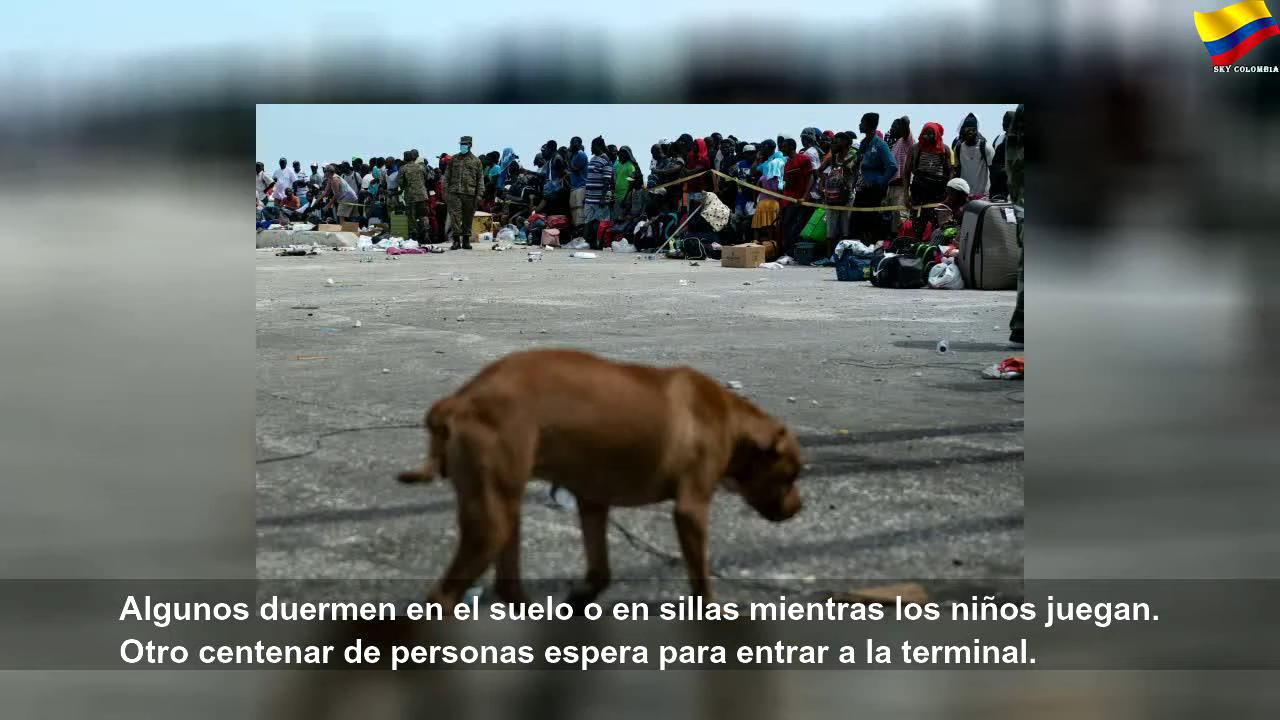 SKY COLOMBIA
Algunos duermen en el suelo o en sillas mientras los niños juegan.
Otro centenar de personas espera para entrar a la terminal.